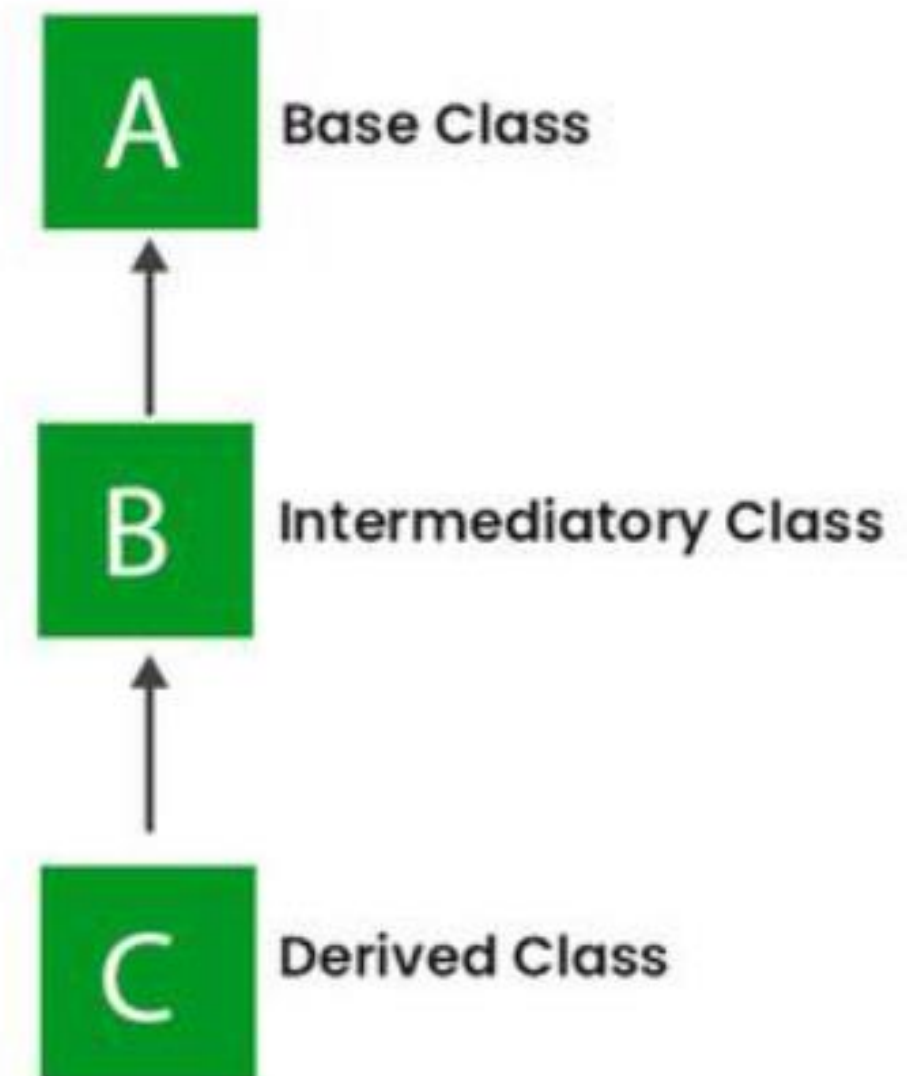 A
Base Class
B
Intermediatory Class
C
Derived Class